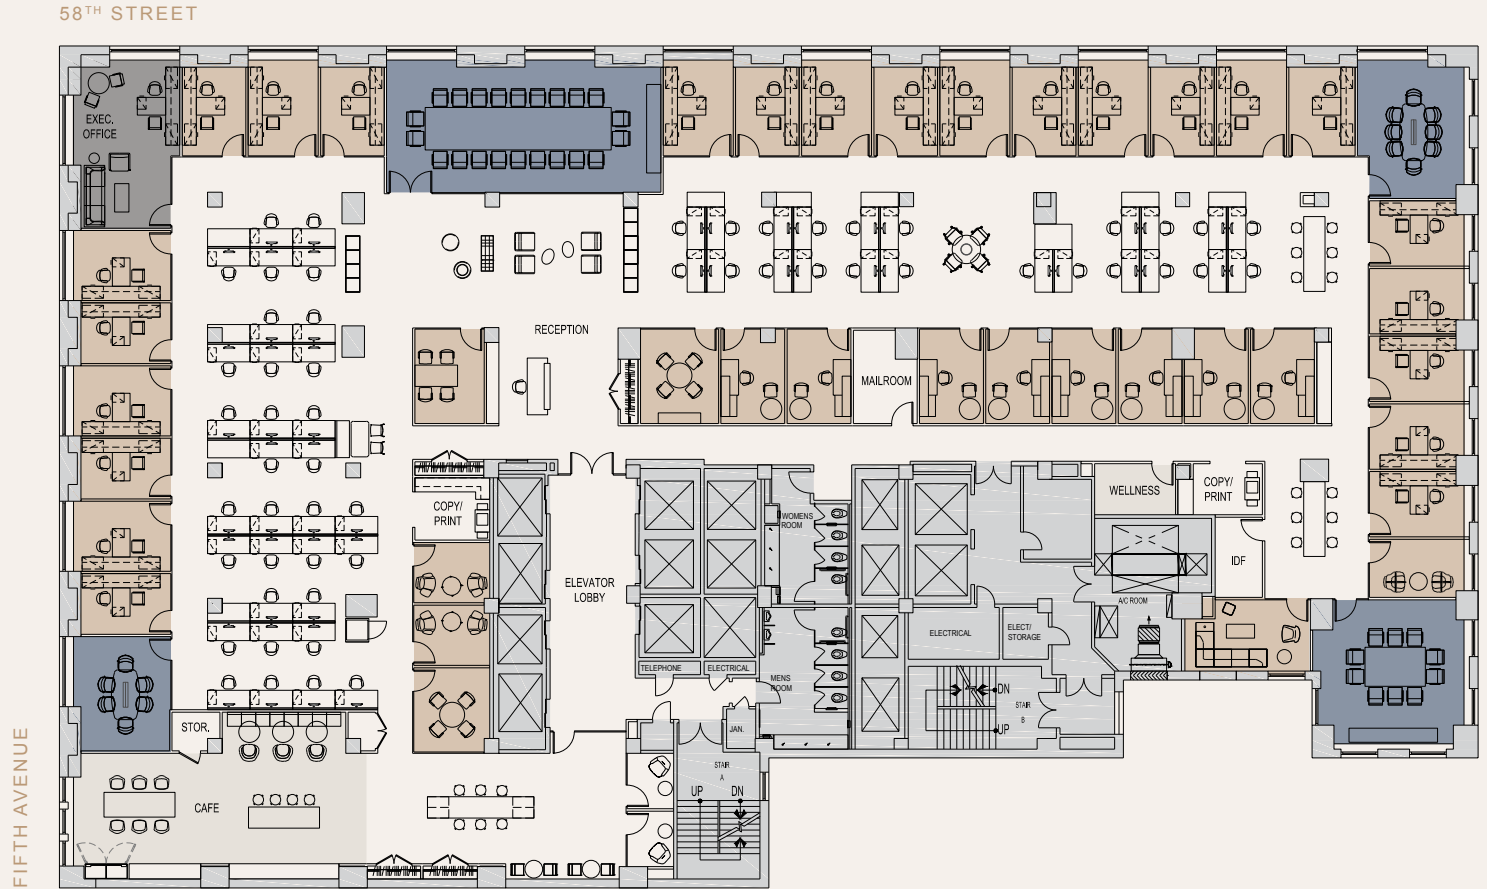 58TH STREET
EXEC.
OFFICE
RECEPTION
MAILROOM
COPY/
PRINT
WOMENS
ROOM
WELLNESS
COPY/
PRINT
ELEVATOR
LOBBY
IDF
A/C ROOM
ELECTRICAL
ELECT/
STORAGE
TELEPHONE
ELECTRICAL
MENS
ROOM
DN
STAIR
B
UP
STOR.
JAN.
STAIR
A
UP
DN
CAFE
FIFTH AVENUE